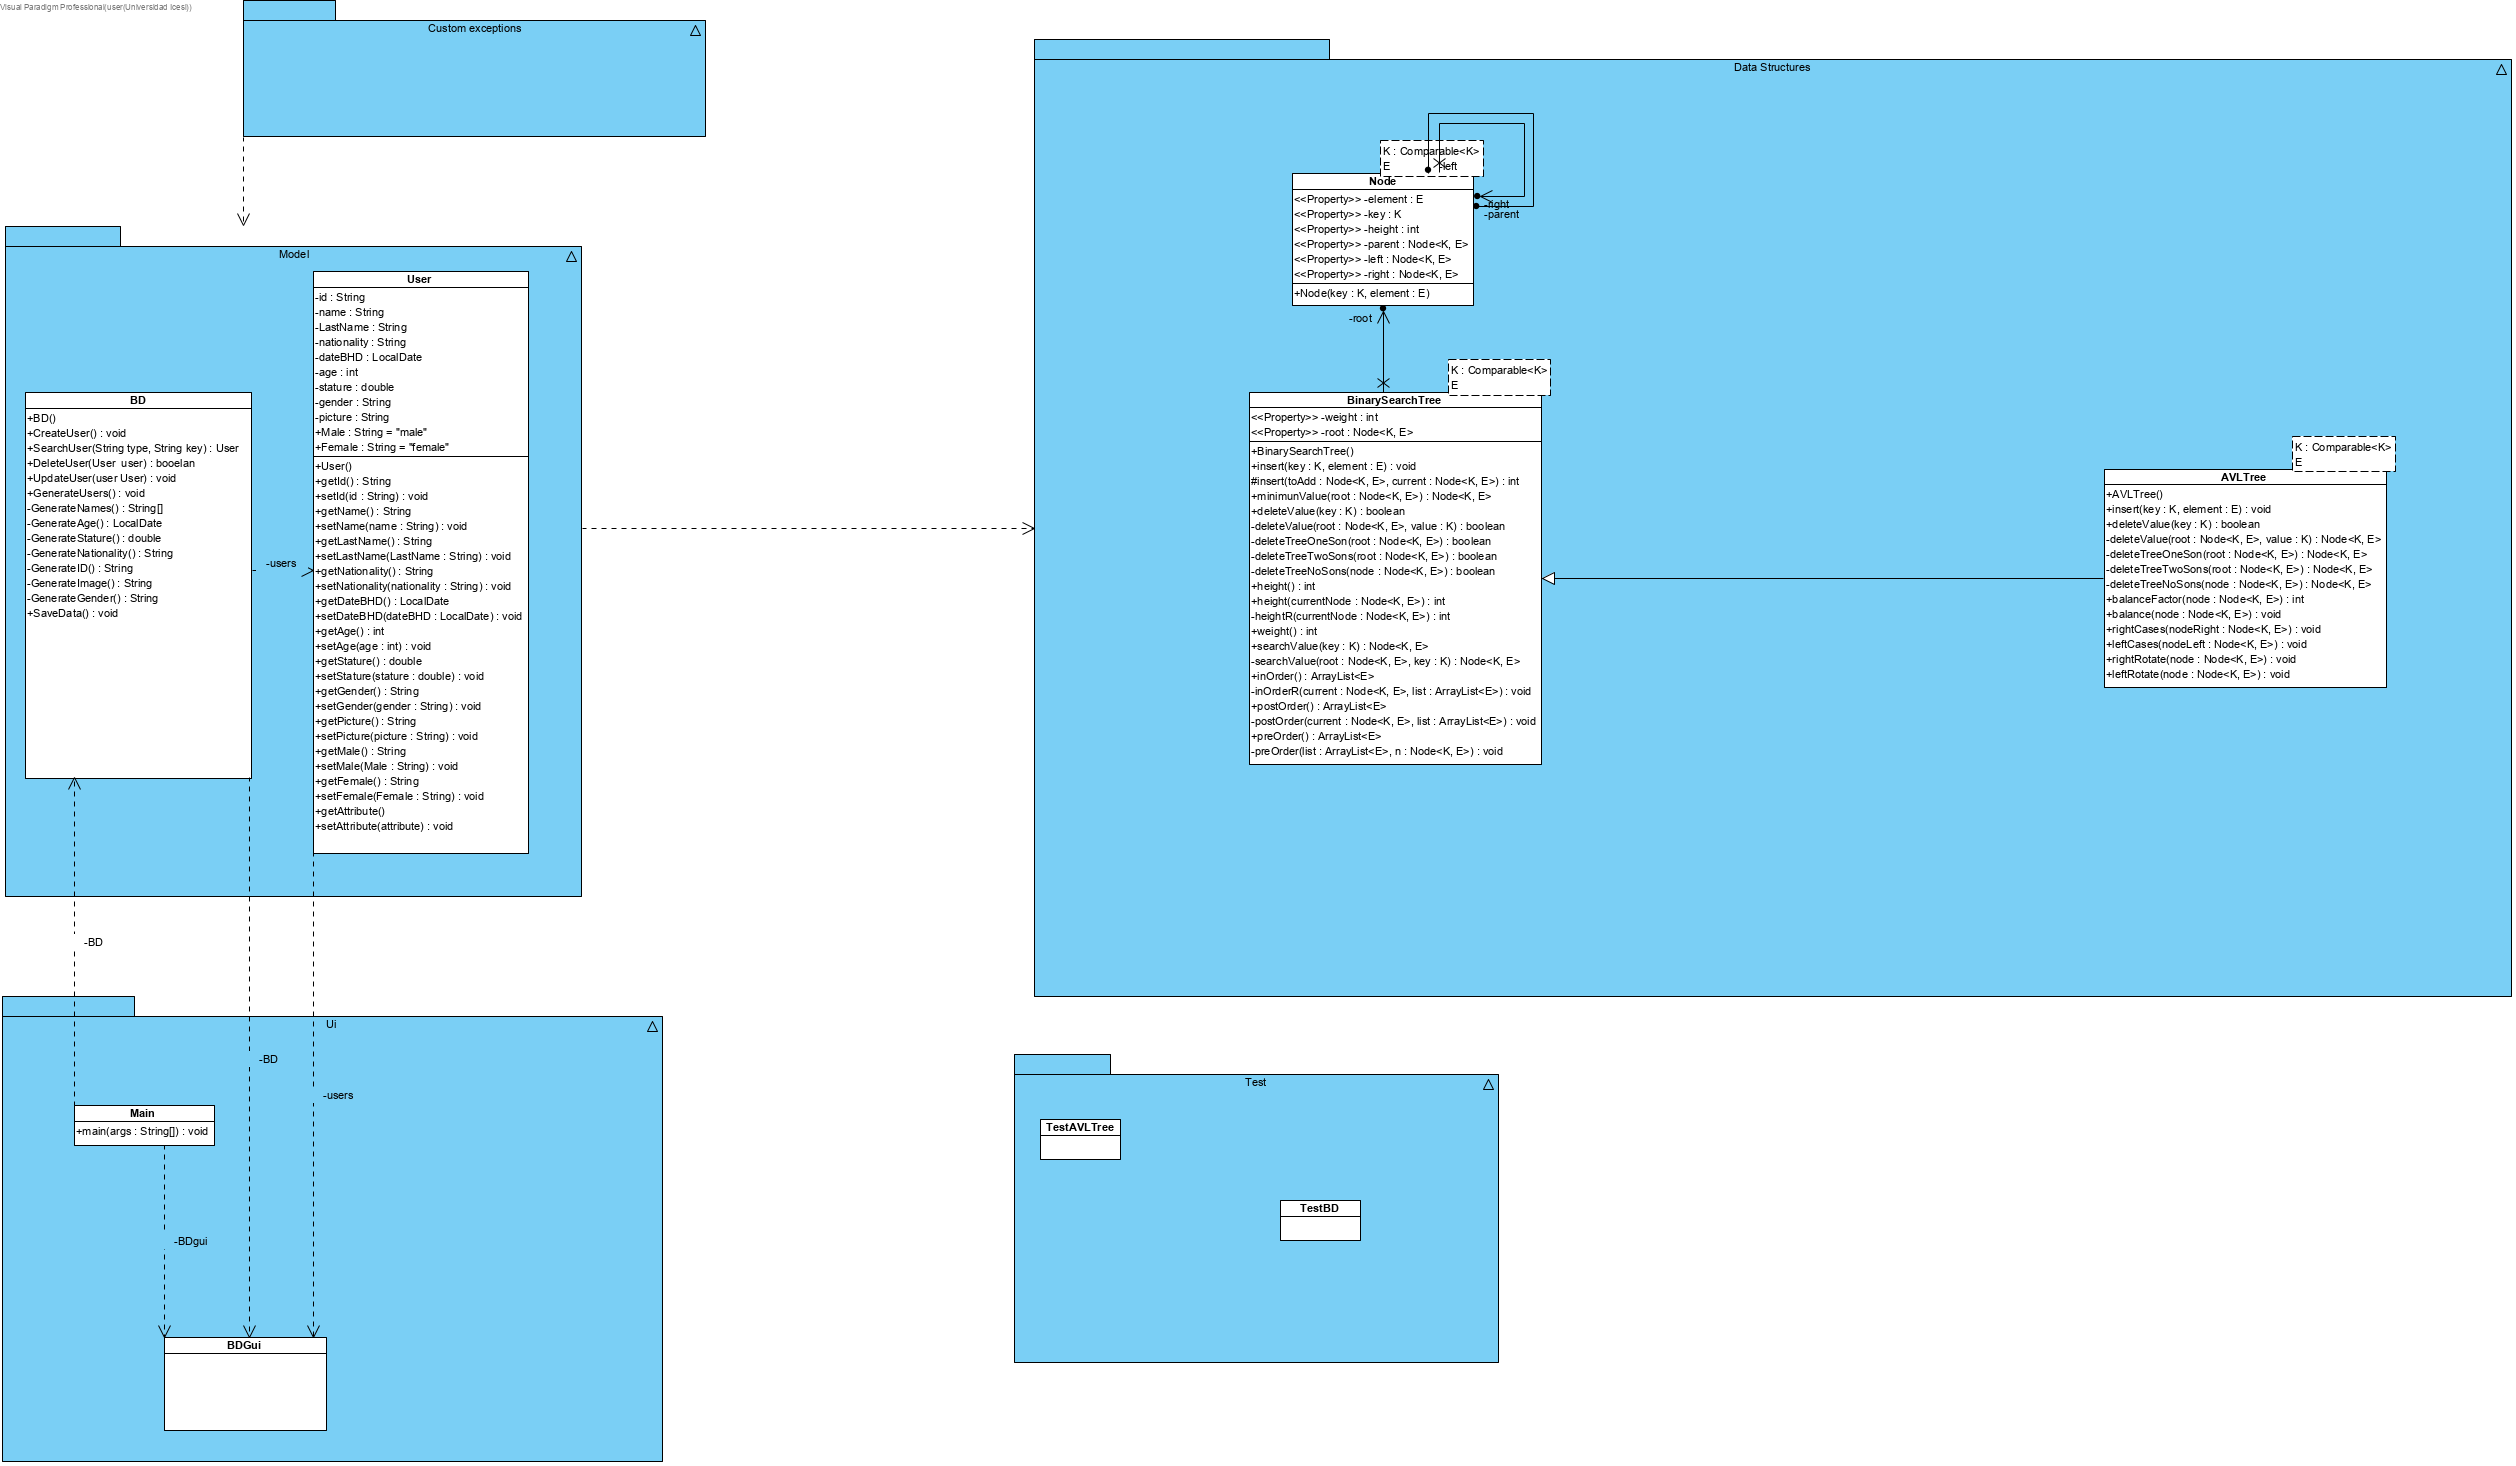 Visual Paradigm Professional(user(Universidad Icesi))
Custom exceptions
Model
User
-id : String
-name : String
-LastName : String
-nationality : String
-dateBHD : LocalDate
-age : int
-stature : double
-gender : String
-picture : String
+Male : String = "male"
+Female : String = "female"
+User()
+getId() : String
+setId(id : String) : void
+getName() : String
+setName(name : String) : void
+getLastName() : String
+setLastName(LastName : String) : void
+getNationality() : String
+setNationality(nationality : String) : void
+getDateBHD() : LocalDate
+setDateBHD(dateBHD : LocalDate) : void
+getAge() : int
+setAge(age : int) : void
+getStature() : double
+setStature(stature : double) : void
+getGender() : String
+setGender(gender : String) : void
+getPicture() : String
+setPicture(picture : String) : void
+getMale() : String
+setMale(Male : String) : void
+getFemale() : String
+setFemale(Female : String) : void
+getAttribute()
+setAttribute(attribute) : void
BD
+BD()
+CreateUser() : void
+SearchUser(String type, String key) : User
+DeleteUser(User user) : booelan
+UpdateUser(user User) : void
+GenerateUsers() : void
-GenerateNames() : String[]
-GenerateAge() : LocalDate
-GenerateStature() : double
-GenerateNationality() : String
-GenerateID() : String
-GenerateImage() : String
-GenerateGender() : String
+SaveData() : void
-users
-BD
-BD
-users
Ui
Main
+main(args : String[]) : void
-BDgui
BDGui
Data Structures
K : Comparable<K>
E
-left
Node
<<Property>> -element : E
<<Property>> -key : K
<<Property>> -height : int
<<Property>> -parent : Node<K, E>
<<Property>> -left : Node<K, E>
<<Property>> -right : Node<K, E>
+Node(key : K, element : E)
-right
-parent
-root
K : Comparable<K>
E
BinarySearchTree
<<Property>> -weight : int
<<Property>> -root : Node<K, E>
+BinarySearchTree()
+insert(key : K, element : E) : void
#insert(toAdd : Node<K, E>, current : Node<K, E>) : int
+minimunValue(root : Node<K, E>) : Node<K, E>
+deleteValue(key : K) : boolean
-deleteValue(root : Node<K, E>, value : K) : boolean
-deleteTreeOneSon(root : Node<K, E>) : boolean
-deleteTreeTwoSons(root : Node<K, E>) : boolean
-deleteTreeNoSons(node : Node<K, E>) : boolean
+height() : int
+height(currentNode : Node<K, E>) : int
-heightR(currentNode : Node<K, E>) : int
+weight() : int
+searchValue(key : K) : Node<K, E>
-searchValue(root : Node<K, E>, key : K) : Node<K, E>
+inOrder() : ArrayList<E>
-inOrderR(current : Node<K, E>, list : ArrayList<E>) : void
+postOrder() : ArrayList<E>
-postOrder(current : Node<K, E>, list : ArrayList<E>) : void
+preOrder() : ArrayList<E>
-preOrder(list : ArrayList<E>, n : Node<K, E>) : void
K : Comparable<K>
E
AVLTree
+AVLTree()
+insert(key : K, element : E) : void
+deleteValue(key : K) : boolean
-deleteValue(root : Node<K, E>, value : K) : Node<K, E>
-deleteTreeOneSon(root : Node<K, E>) : Node<K, E>
-deleteTreeTwoSons(root : Node<K, E>) : Node<K, E>
-deleteTreeNoSons(node : Node<K, E>) : Node<K, E>
+balanceFactor(node : Node<K, E>) : int
+balance(node : Node<K, E>) : void
+rightCases(nodeRight : Node<K, E>) : void
+leftCases(nodeLeft : Node<K, E>) : void
+rightRotate(node : Node<K, E>) : void
+leftRotate(node : Node<K, E>) : void
Test
TestAVLTree
TestBD